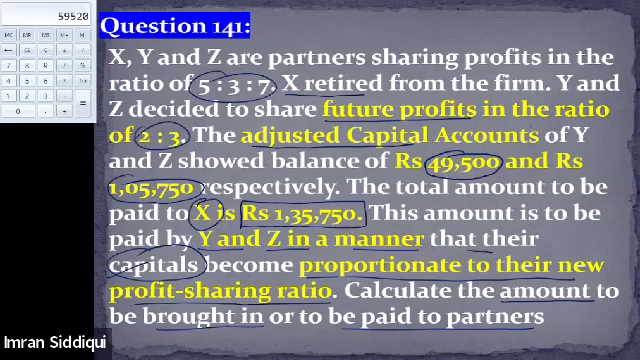 59520
Question 141:
X, Y and Z are partners sharing profits in the
ratio of 5 : 3 : 7. X retired from the firm. Y and
Z decided to share future profits in the ratio
of 2 : 3. The adjusted Capital Accounts of Y
and Z showed balance of Rs 49,500 and Rs
1,05,750 respectively. The total amount to be
paid to X is Rs 1,35,750. This amount is to be
paid by Y and Z in a manner that their
capitals become proportionate to their new
profit-sharing ratio. Calculate the amount to
be brought in or to be paid to partners
Imran Siddiqui